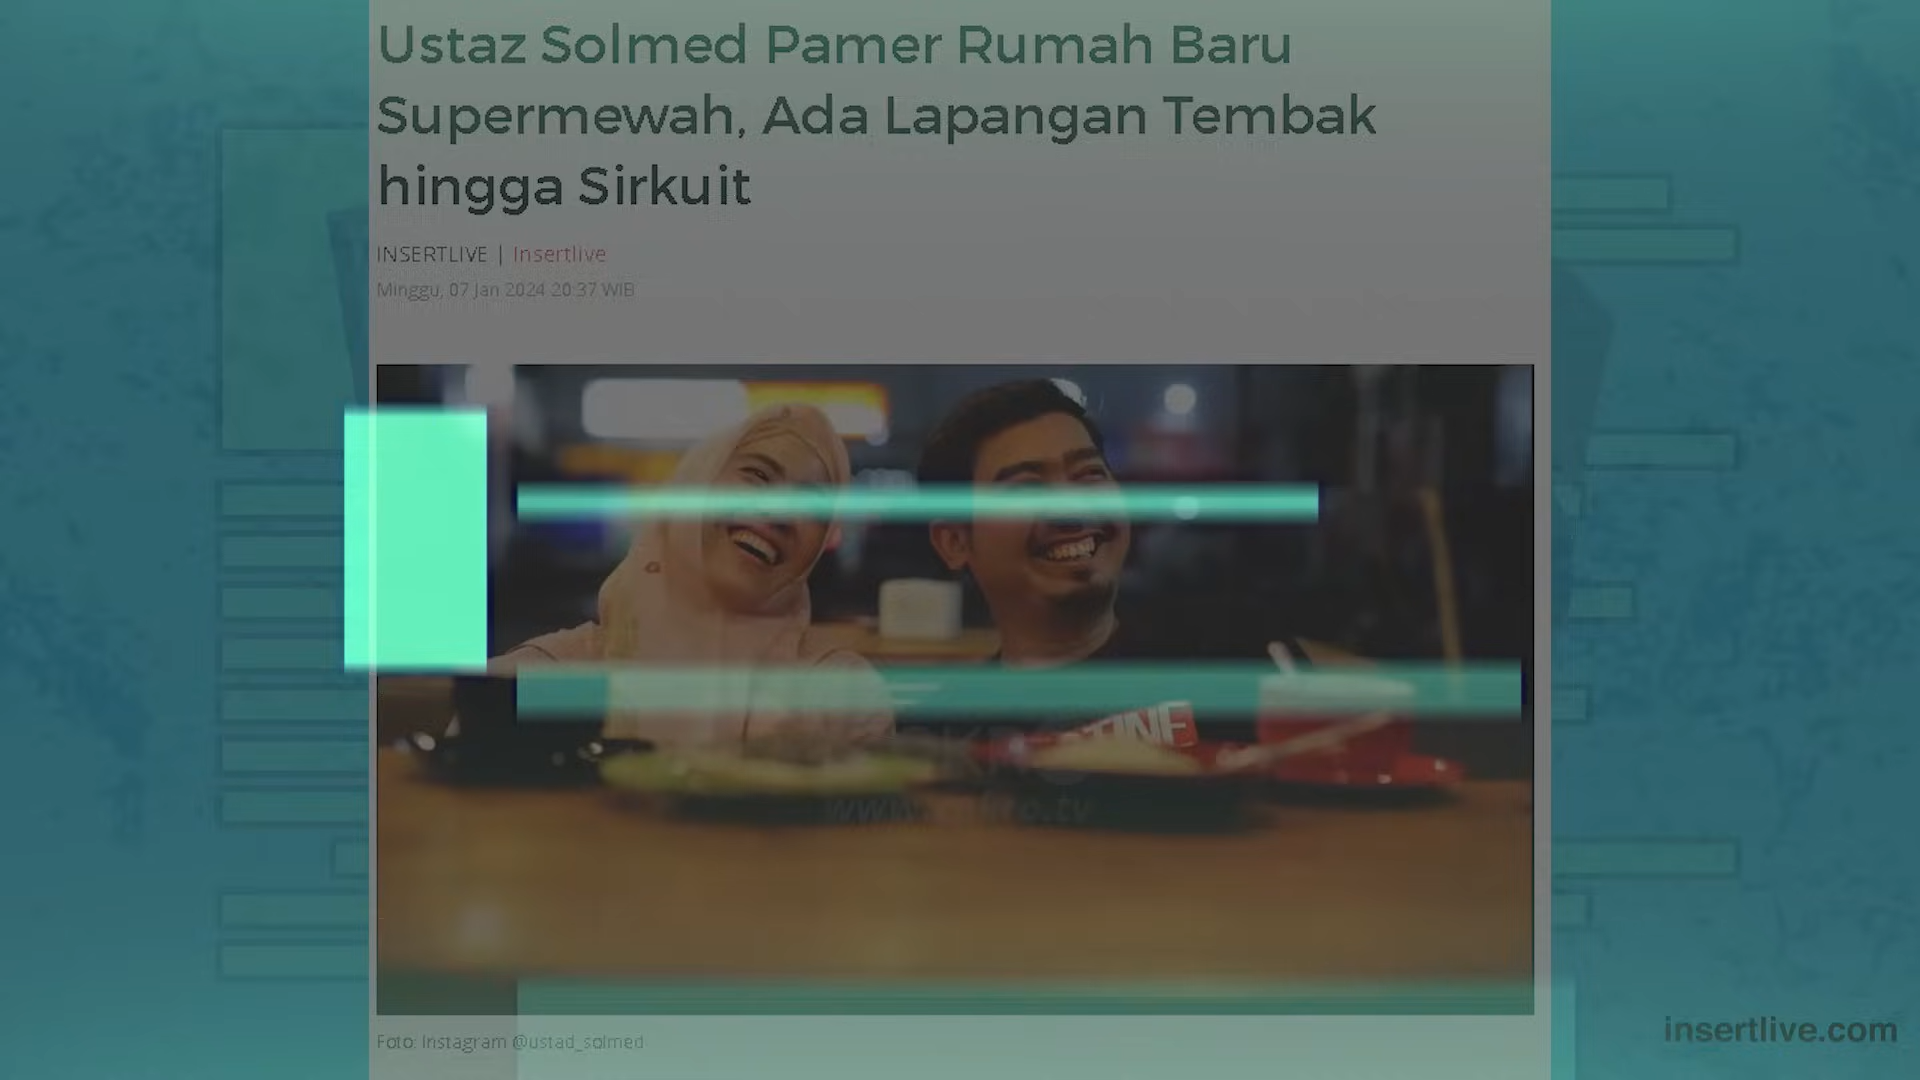 Ustaz Solmed Pamer Rumah Baru
Supermewah, Ada Lapangan Tembak
hingga Sirkuit
INSERTLIVE | Insertlive
Minggu, 07 Jan 2024 20:37 WIB
Foto: Instagram @ustad_solmed
insertlive.com